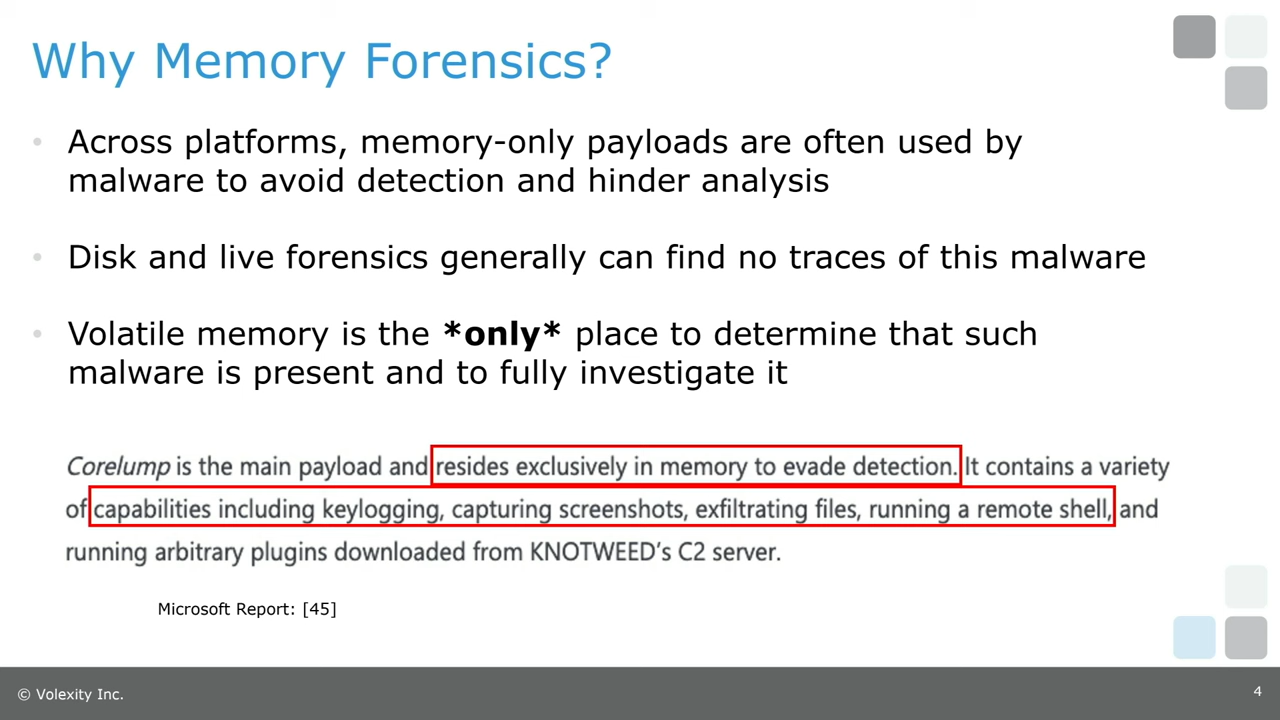 Why Memory Forensics?
• Across platforms, memory-only payloads are often used by
malware to avoid detection and hinder analysis
• Disk and live forensics generally can find no traces of this malware
• Volatile memory is the *only* place to determine that such
malware is present and to fully investigate it
Corelump is the main payload and resides exclusively in memory to evade detection. It contains a variety
of capabilities including keylogging, capturing screenshots, exfiltrating files, running a remote shell, and
running arbitrary plugins downloaded from KNOTWEED's C2 server.
Microsoft Report: [45]
© Volexity Inc.
4